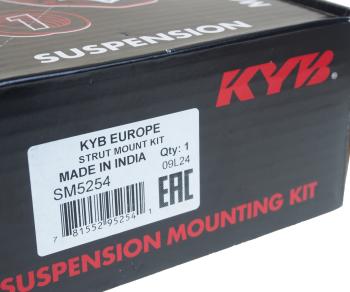 1
SUSPENSION
KYB
KYB EUROPE
STRUT MOUNT KIT
MADE IN INDIA
Qty: 1
SM5254
09L24
EAC
7 81552 95254 1
SUSPENSION MOUNTING KIT